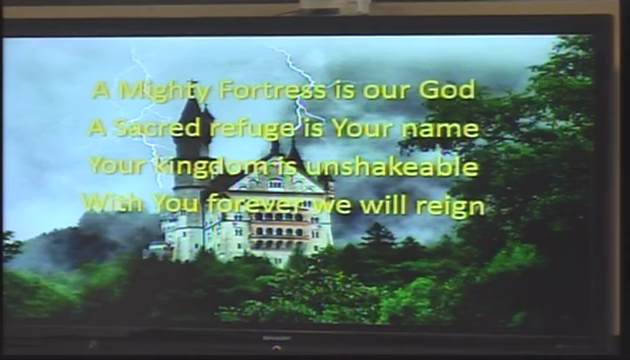 A Mighty Fortress is our God
A Sacred refuge is Your name
Your kingdom is unshakeable
With You forever we will reign